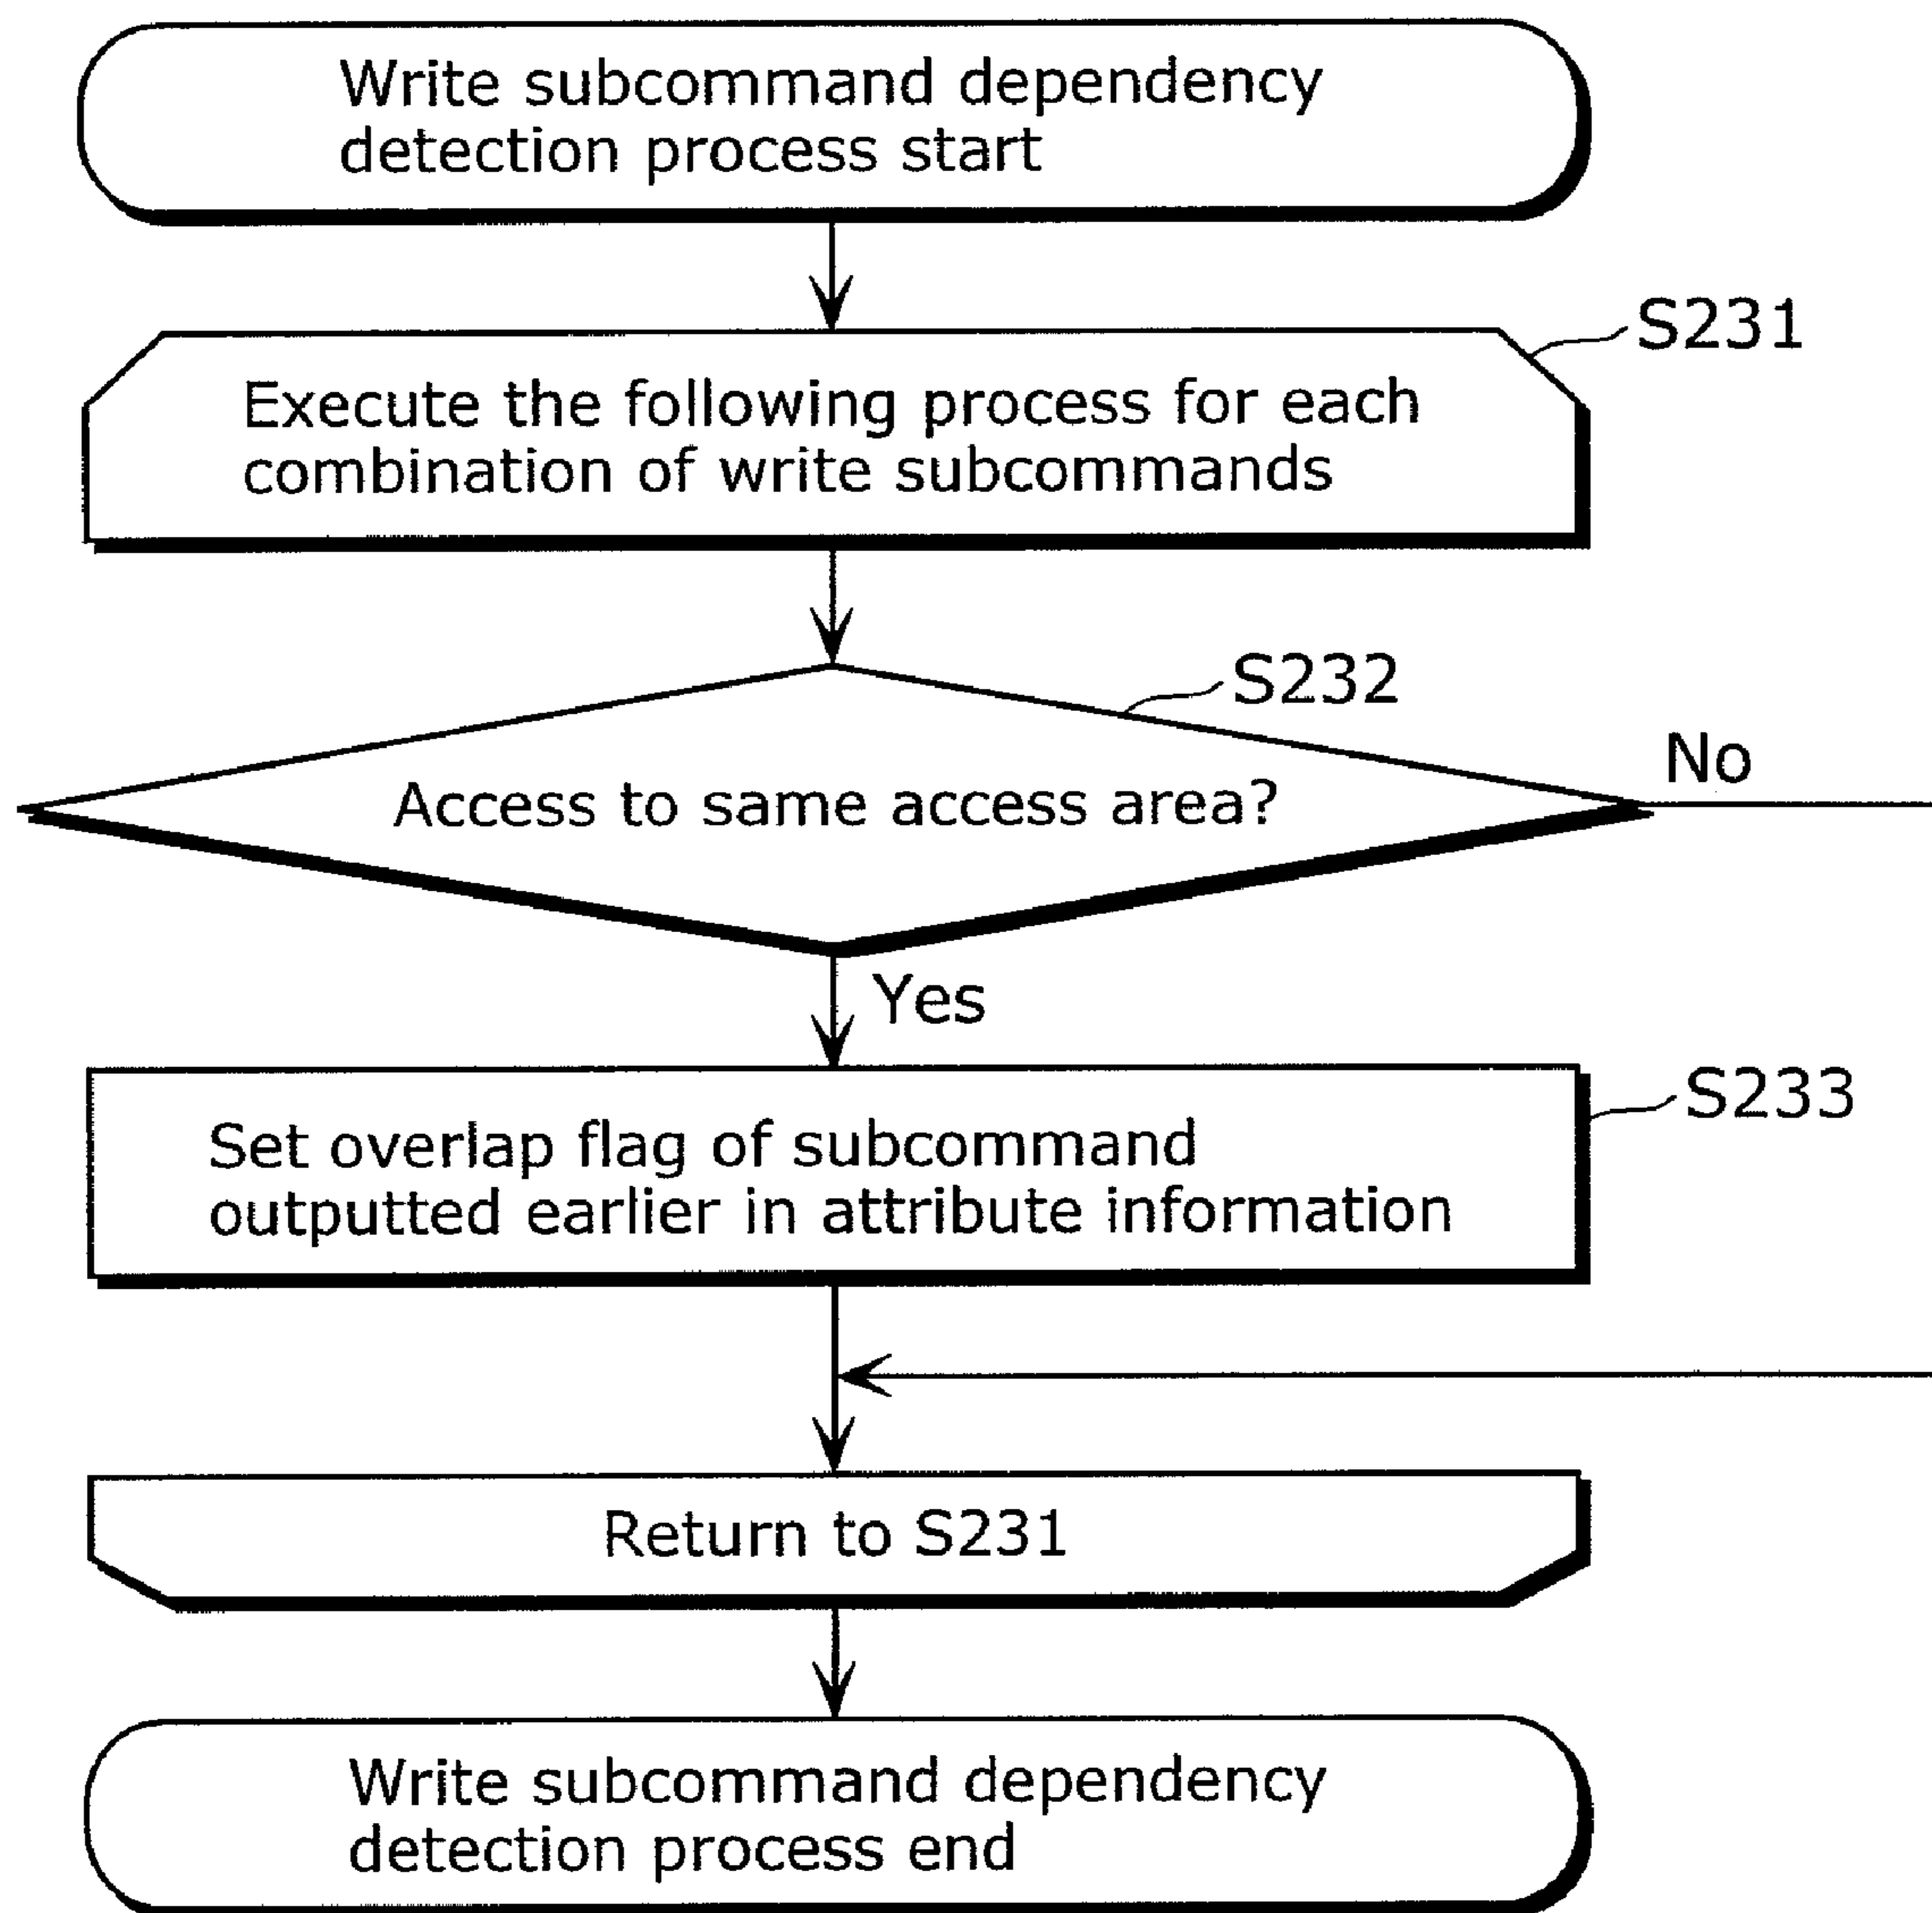 Write subcommand dependency
detection process start
S231
Execute the following process for each
combination of write subcommands
S232
No
Access to same access area?
Yes
S233
Set overlap flag of subcommand
outputted earlier in attribute information
Return to S231
Write subcommand dependency
detection process end